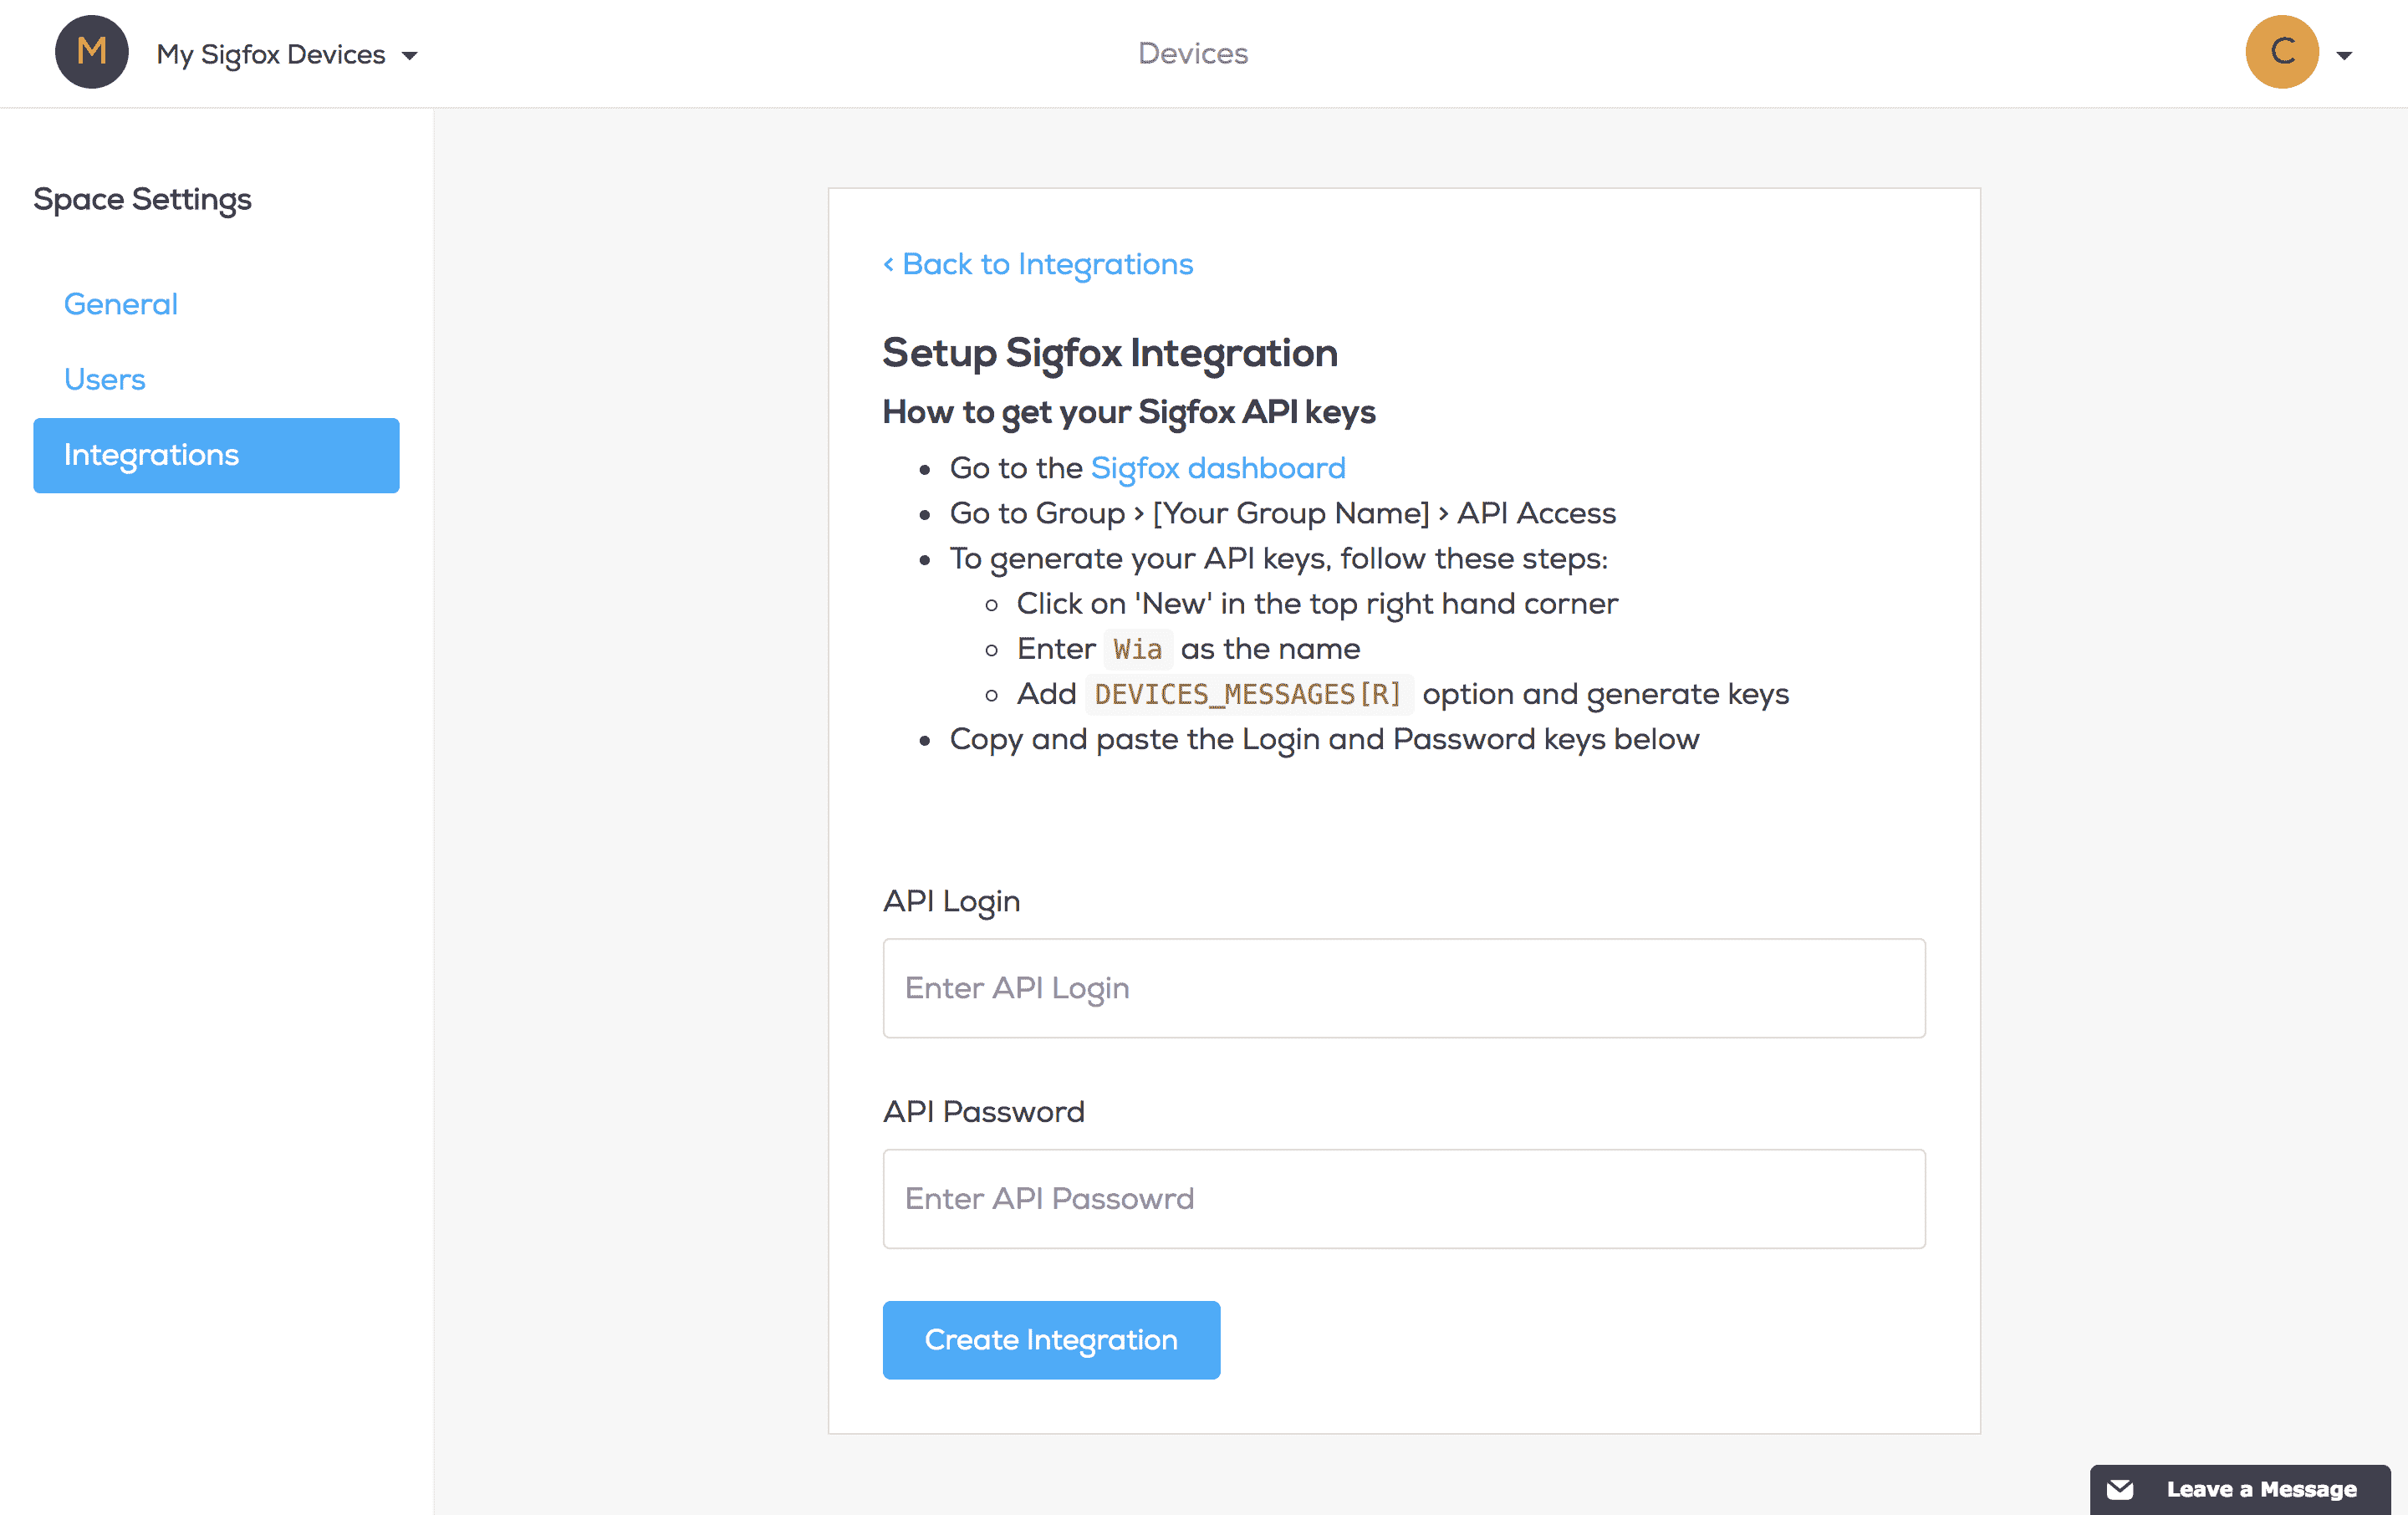 M My Sigfox Devices Devices C
Space Settings
General
Users
Integrations
< Back to Integrations
Setup Sigfox Integration
How to get your Sigfox API keys
• Go to the Sigfox dashboard
• Go to Group > [Your Group Name] > API Access
• To generate your API keys, follow these steps:
◦ Click on 'New' in the top right hand corner
◦ Enter Wia as the name
◦ Add DEVICES_MESSAGES[R] option and generate keys
• Copy and paste the Login and Password keys below
API Login
Enter API Login
API Password
Enter API Passowrd
Create Integration
Leave a Message